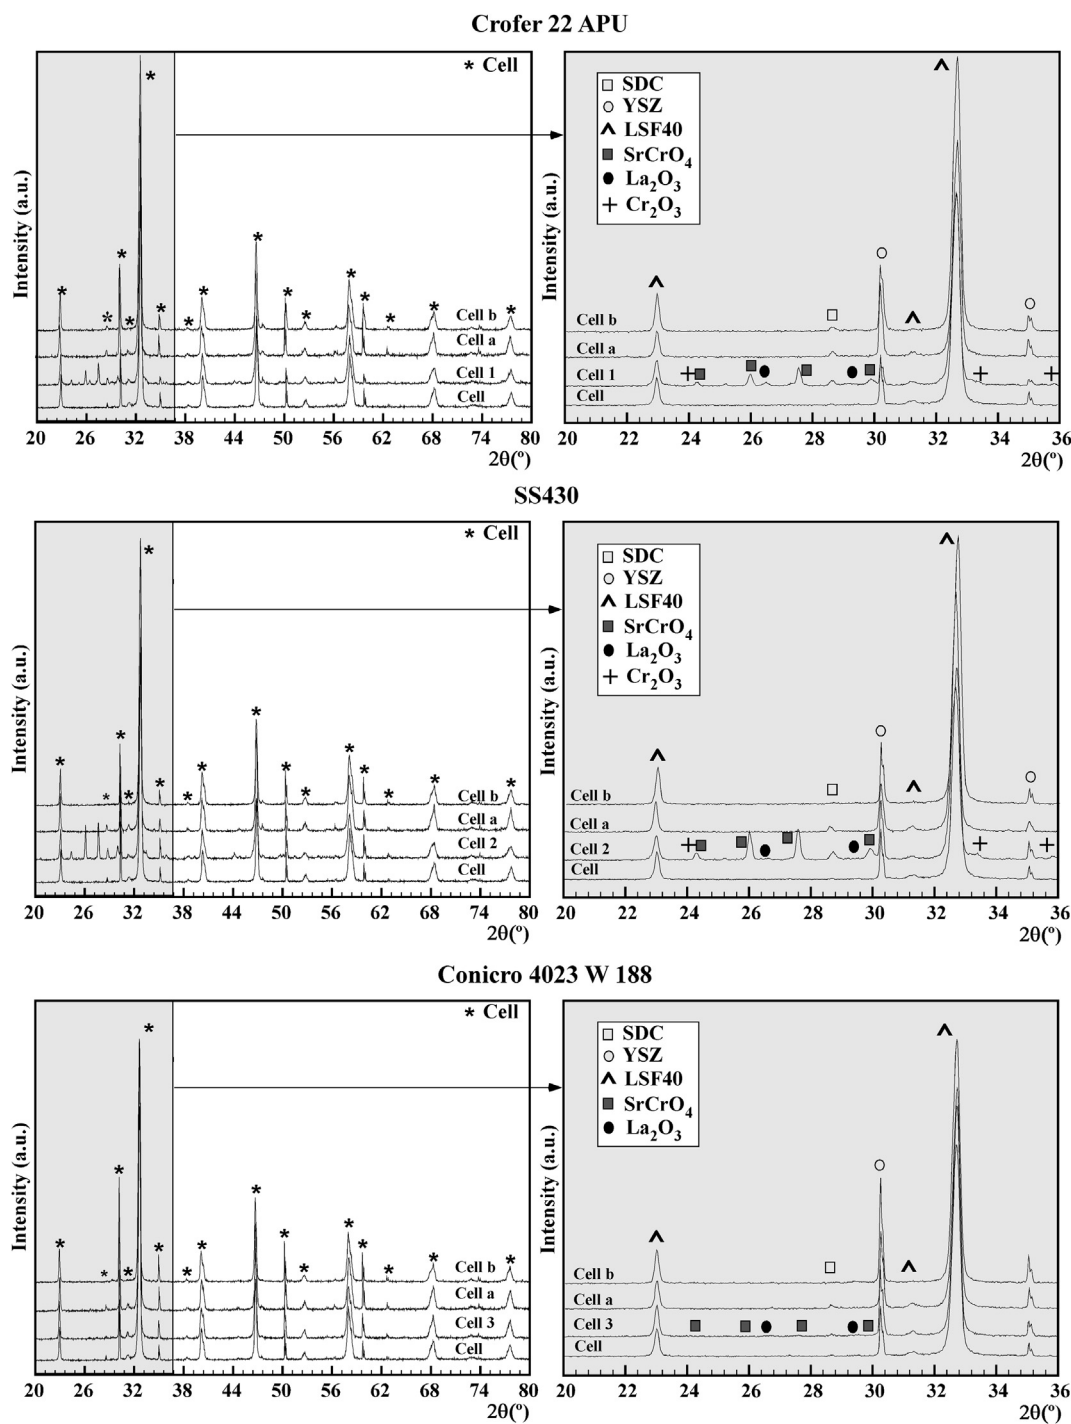 Crofer 22 APU
* Cell
Intensity (a.u.)
Cell b
Cell a
Cell 1
Cell
20 26 32 38 44 50 56 62 68 74 80
2θ(º)
SDC
YSZ
LSF40
SrCrO4
La2O3
Cr2O3
Intensity (a.u.)
Cell b
Cell a
Cell 1
Cell
20 22 24 26 28 30 32 34 36
2θ(º)
SS430
* Cell
Intensity (a.u.)
Cell b
Cell a
Cell 2
Cell
20 26 32 38 44 50 56 62 68 74 80
2θ(º)
SDC
YSZ
LSF40
SrCrO4
La2O3
Cr2O3
Intensity (a.u.)
Cell b
Cell a
Cell 2
Cell
20 22 24 26 28 30 32 34 36
2θ(º)
Conicro 4023 W 188
* Cell
Intensity (a.u.)
Cell b
Cell a
Cell 3
Cell
20 26 32 38 44 50 56 62 68 74 80
2θ(º)
SDC
YSZ
LSF40
SrCrO4
La2O3
Intensity (a.u.)
Cell b
Cell a
Cell 3
Cell
20 22 24 26 28 30 32 34 36
2θ(º)